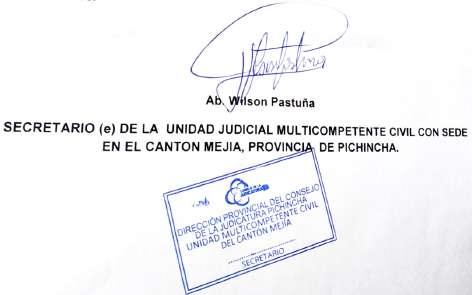 Ab. Wilson Pastuña
SECRETARIO (e) DE LA UNIDAD JUDICIAL MULTICOMPETENTE CIVIL CON SEDE
EN EL CANTON MEJIA, PROVINCIA DE PICHINCHA.
DIRECCIÓN PROVINCIAL DEL CONSEJO
DE LA JUDICATURA PICHINCHA
UNIDAD MULTICOMPETENTE CIVIL
DEL CANTON MEJIA
SECRETARIO